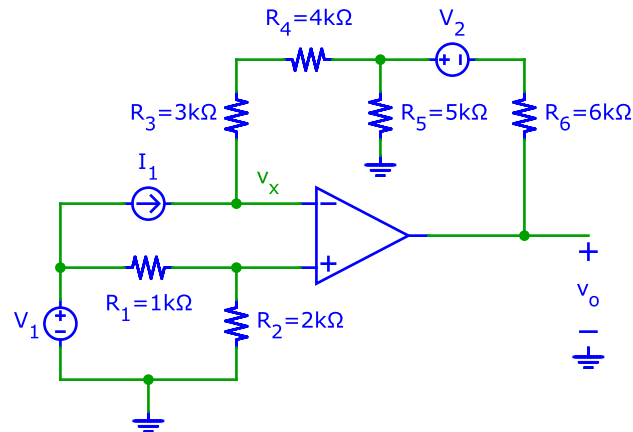 R₄=4kΩ
V₂
R₃=3kΩ
R₅=5kΩ
R₆=6kΩ
I₁
vₓ
R₁=1kΩ
V₁
R₂=2kΩ
+
vₒ
−